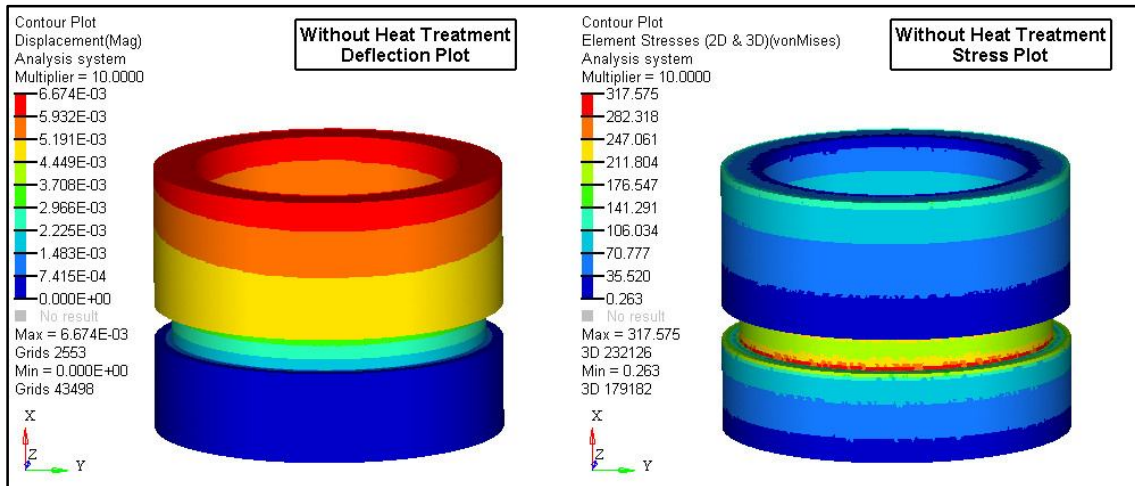 Contour Plot
Displacement(Mag)
Analysis system
Multiplier = 10.0000
6.674E-03
5.932E-03
5.191E-03
4.449E-03
3.708E-03
2.966E-03
2.225E-03
1.483E-03
7.415E-04
0.000E+00
No result
Max = 6.674E-03
Grids 2553
Min = 0.000E+00
Grids 43498
X
Z
Y
Without Heat Treatment
Deflection Plot
Contour Plot
Element Stresses (2D & 3D)(vonMises)
Analysis system
Multiplier = 10.0000
317.575
282.318
247.061
211.804
176.547
141.291
106.034
70.777
35.520
0.263
No result
Max = 317.575
3D 232126
Min = 0.263
3D 179182
X
Z
Y
Without Heat Treatment
Stress Plot